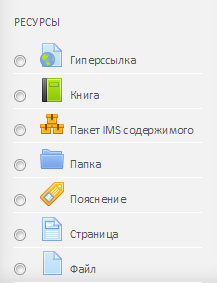 РЕСУРСЫ
Гиперссылка
Книга
Пакет IMS содержимого
Папка
Пояснение
Страница
Файл